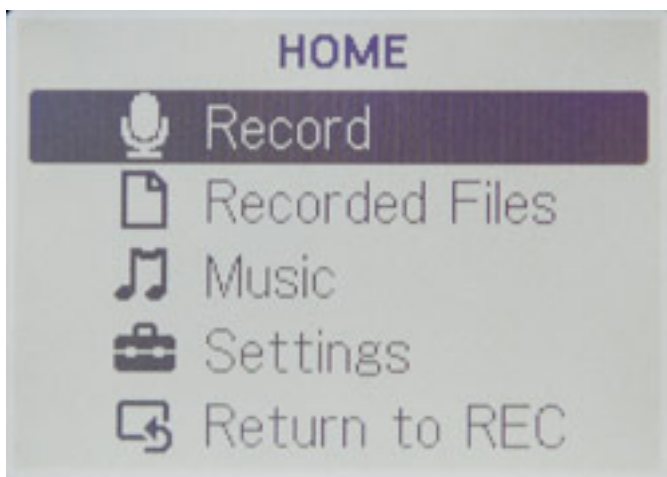 HOME
Record
Recorded Files
Music
Settings
Return to REC